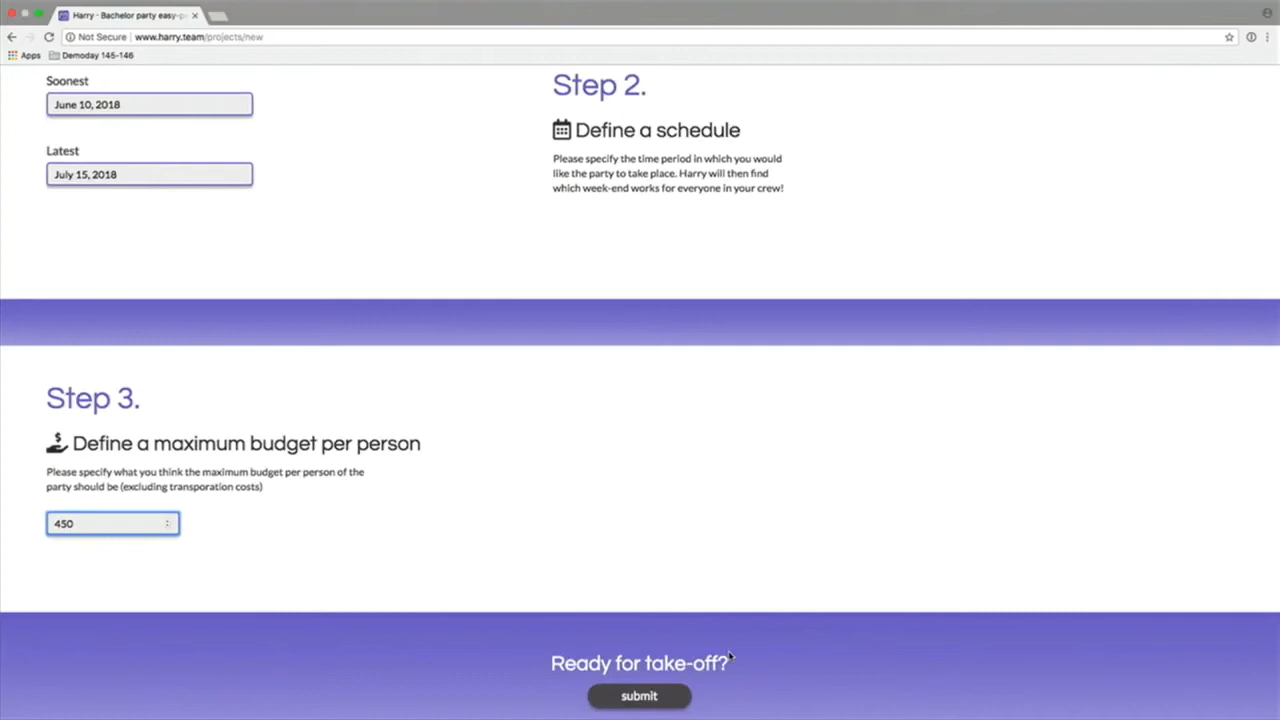 Harry - Bachelor party easy-p
Not Secure | www.harry.team/projects/new
Apps
Demoday 145-146
Soonest
June 10, 2018
Latest
July 15, 2018
Step 2.
Define a schedule
Please specify the time period in which you would
like the party to take place. Harry will then find
which week-end works for everyone in your crew!
Step 3.
Define a maximum budget per person
Please specify what you think the maximum budget per person of the
party should be (excluding transporation costs)
450
Ready for take-off?
submit